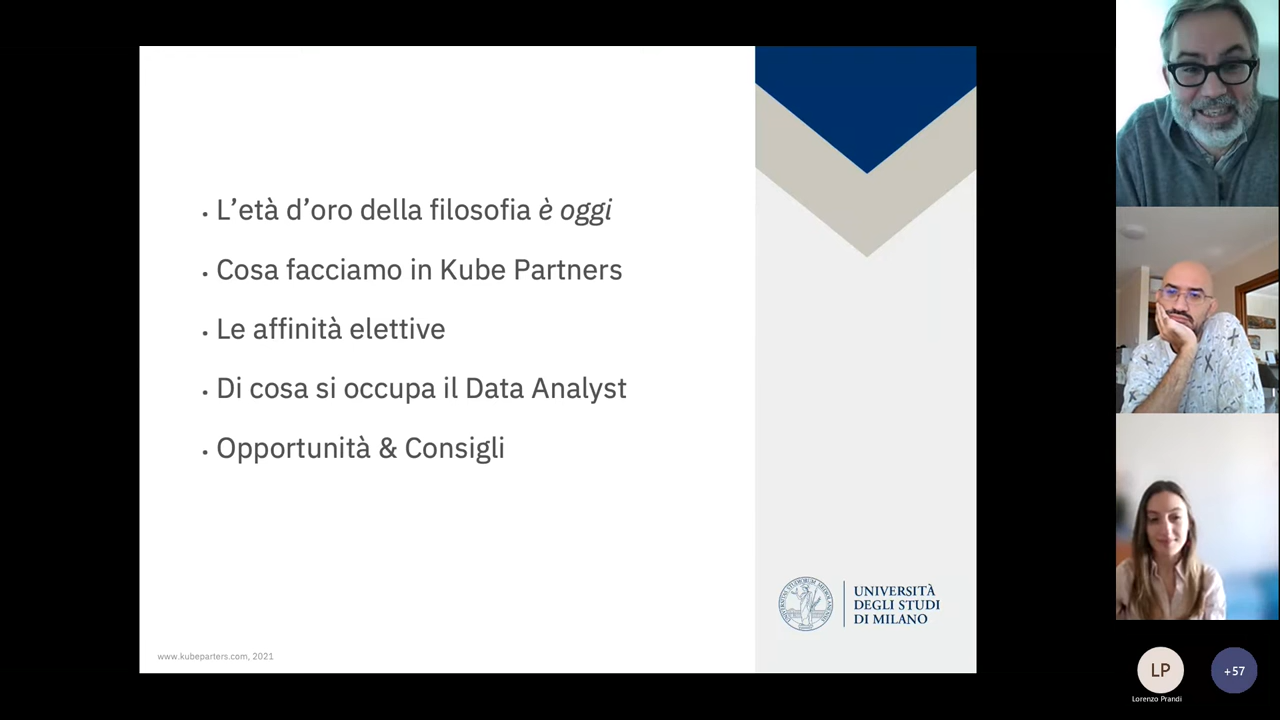 • L’età d’oro della filosofia è oggi
• Cosa facciamo in Kube Partners
• Le affinità elettive
• Di cosa si occupa il Data Analyst
• Opportunità & Consigli
UNIVERSITÀ
DEGLI STUDI
DI MILANO
www.kubeparters.com, 2021
LP
+57
Lorenzo Prandi